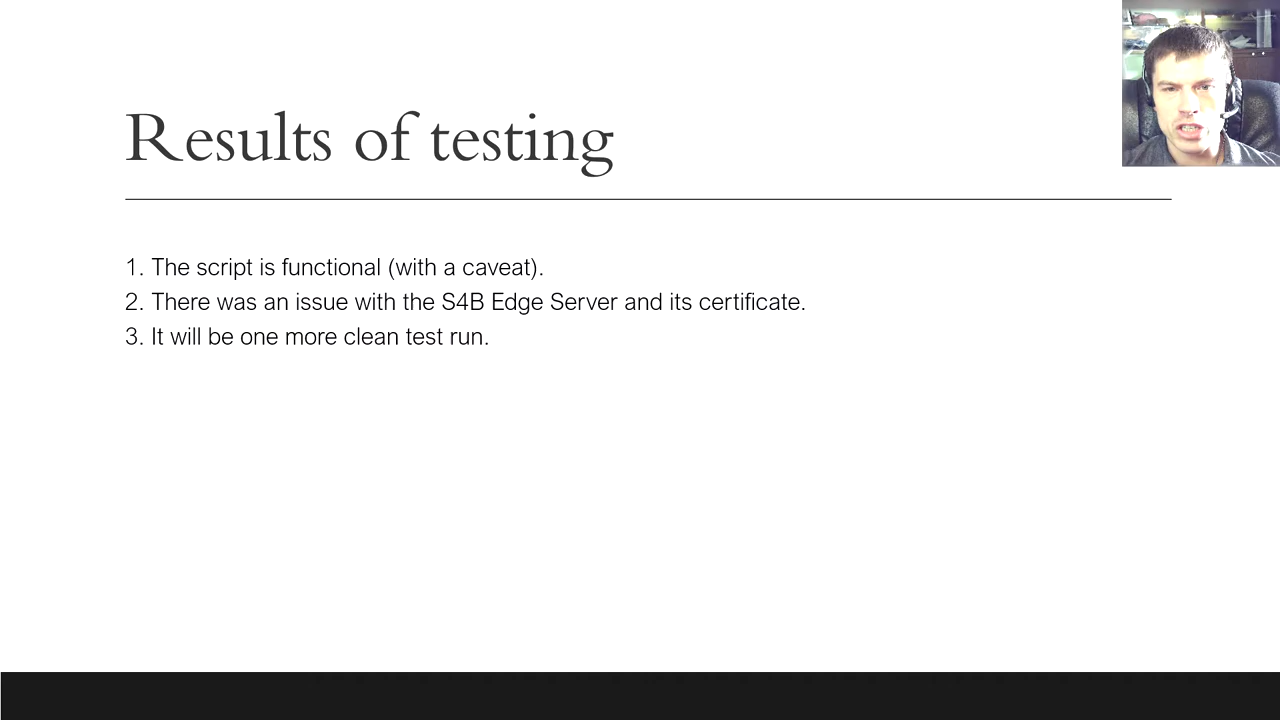 Results of testing
1. The script is functional (with a caveat).
2. There was an issue with the S4B Edge Server and its certificate.
3. It will be one more clean test run.